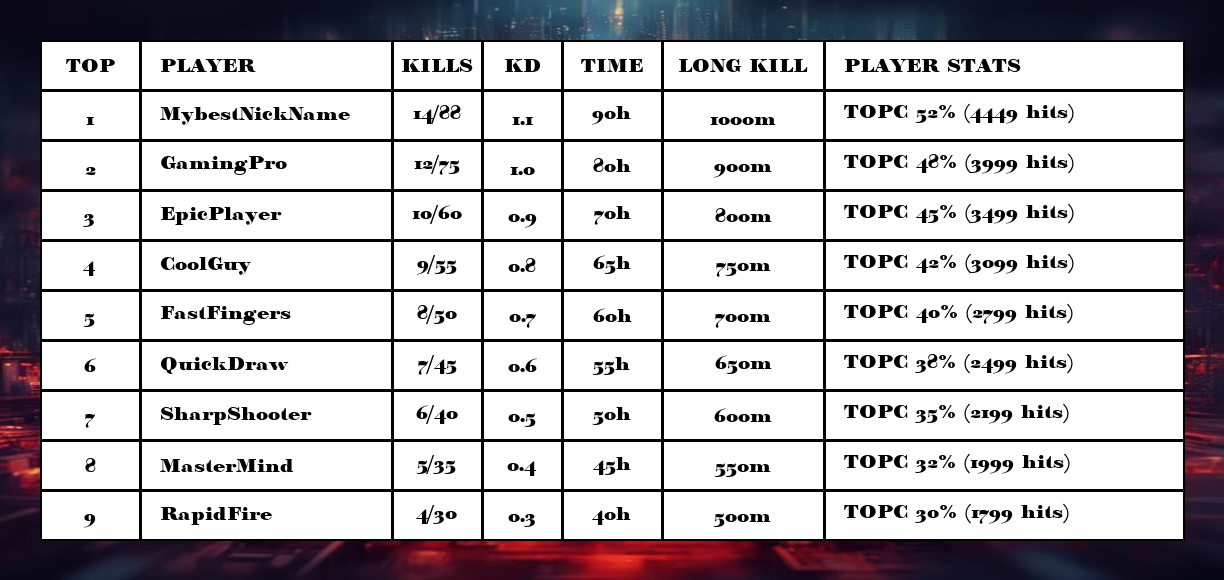 TOP PLAYER KILLS KD TIME LONG KILL PLAYER STATS
1 MybestNickName 14/88 1.1 90h 1000m TOPC 52% (4449 hits)
2 GamingPro 12/75 1.0 80h 900m TOPC 48% (3999 hits)
3 EpicPlayer 10/60 0.9 70h 800m TOPC 45% (3499 hits)
4 CoolGuy 9/55 0.8 65h 750m TOPC 42% (3099 hits)
5 FastFingers 8/50 0.7 60h 700m TOPC 40% (2799 hits)
6 QuickDraw 7/45 0.6 55h 650m TOPC 38% (2499 hits)
7 SharpShooter 6/40 0.5 50h 600m TOPC 35% (2199 hits)
8 MasterMind 5/35 0.4 45h 550m TOPC 32% (1999 hits)
9 RapidFire 4/30 0.3 40h 500m TOPC 30% (1799 hits)